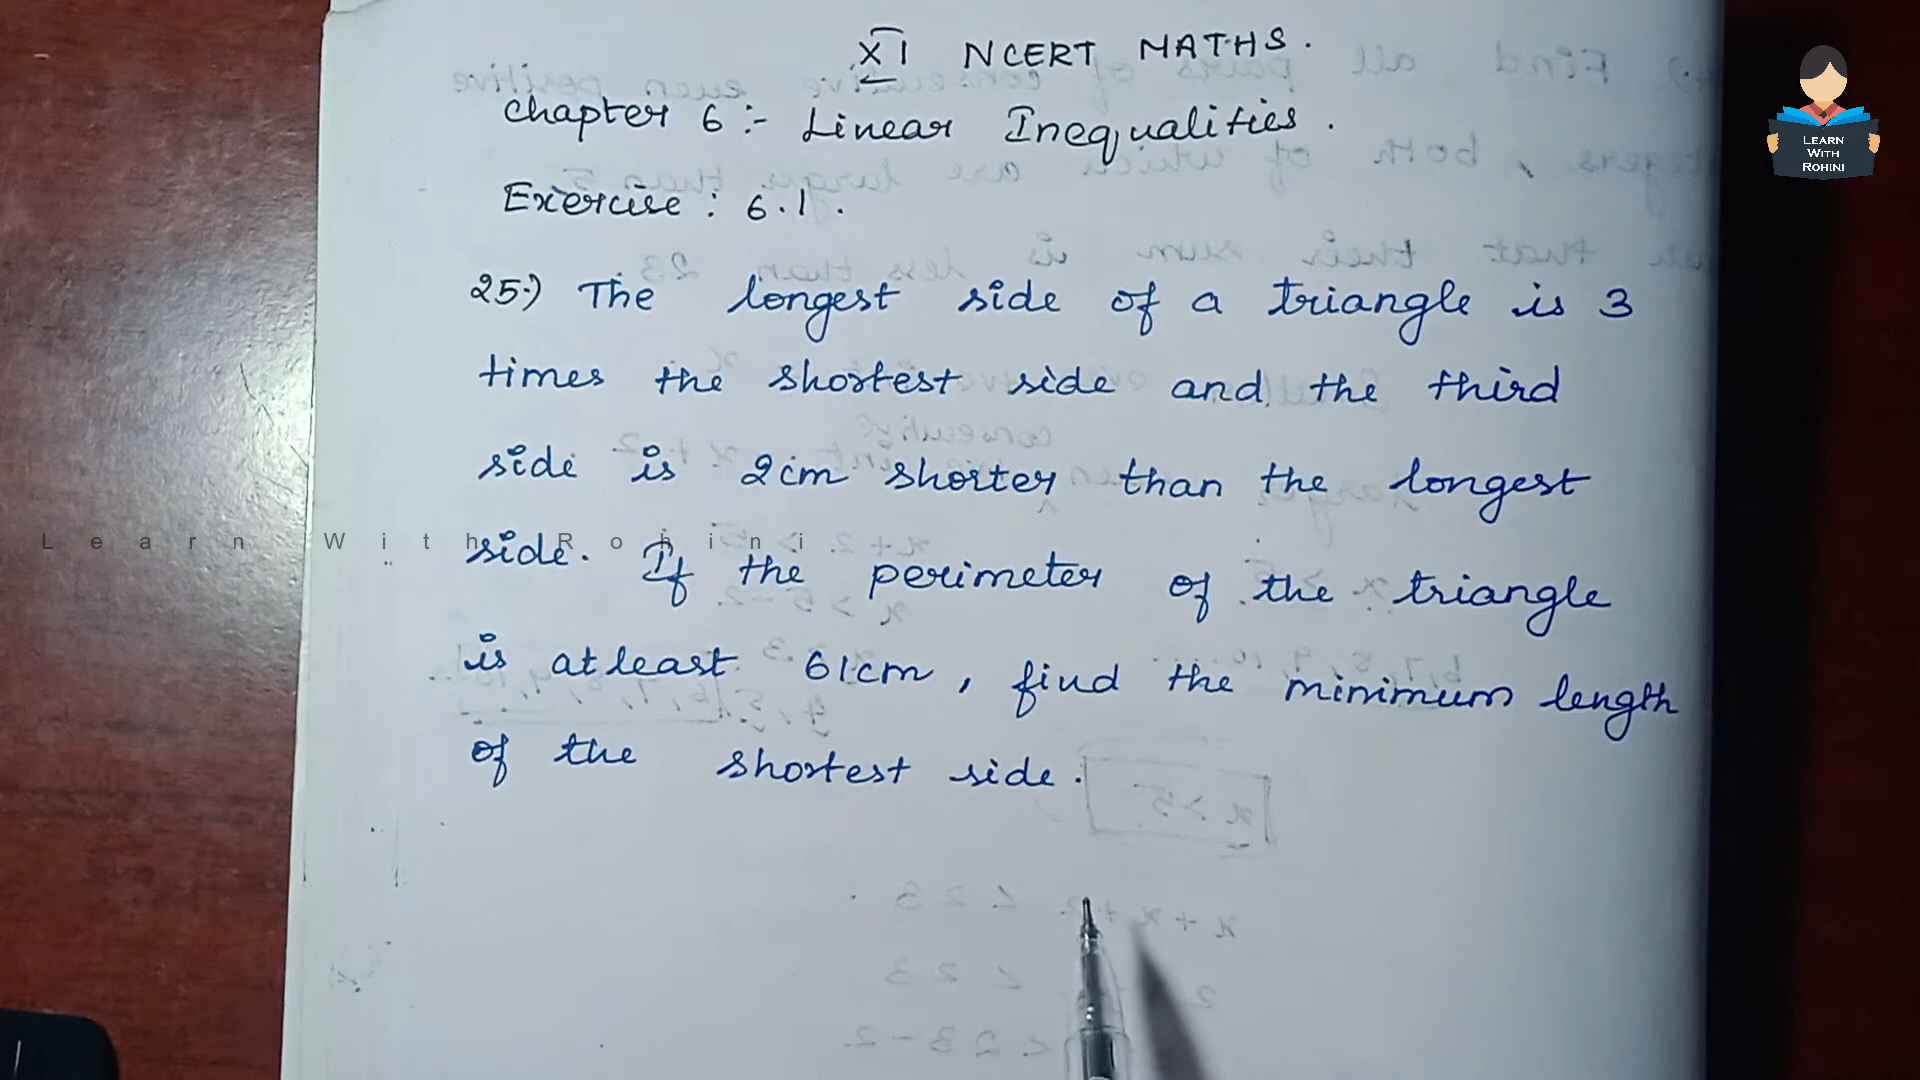 XI NCERT MATHS.
Chapter 6:- Linear Inequalities.
Exercise: 6.1.
25.) The longest side of a triangle is 3
times the shortest side and the third
side is 2cm shorter than the longest
side. If the perimeter of the triangle
is atleast 61cm, find the minimum length
of the shortest side.
Learn With Rohini
LEARN
WITH
ROHINI